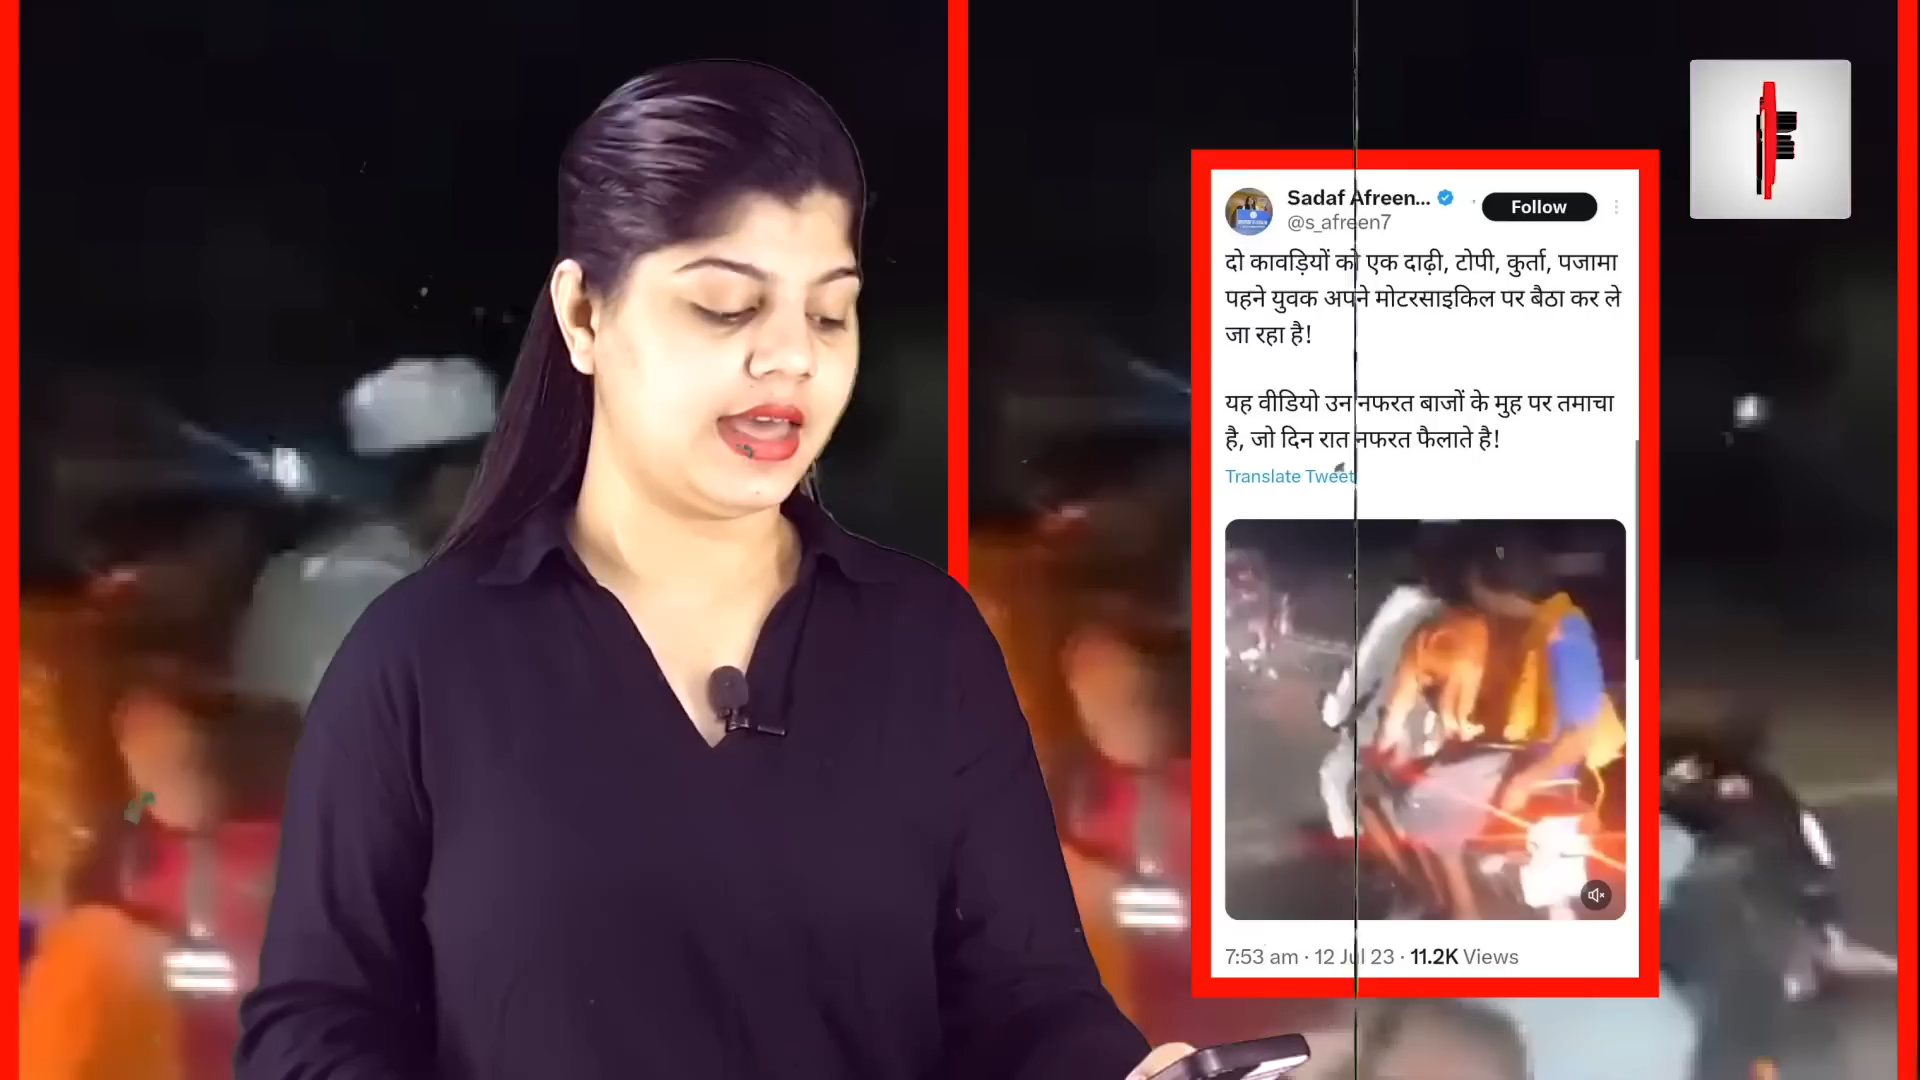 Sadaf Afreen...
Follow
@s_afreen7
दो कावड़ियों को एक दाढ़ी, टोपी, कुर्ता, पजामा
पहने युवक अपने मोटरसाइकिल पर बैठा कर ले
जा रहा है!
यह वीडियो उन नफरत बाजों के मुह पर तमाचा
है, जो दिन रात नफरत फैलाते है!
Translate Tweet
7:53 am · 12 Jul 23 · 11.2K Views